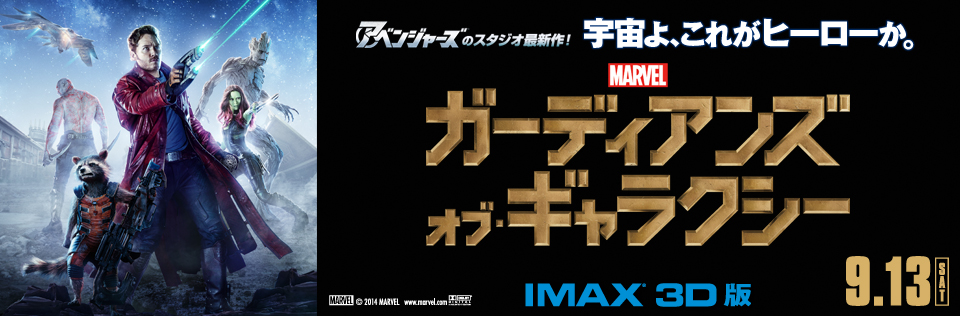 アベンジャーズのスタジオ最新作! 宇宙よ、これがヒーローか。
MARVEL
ガーディアンズ
オブ・ギャラクシー
MARVEL © 2014 MARVEL www.marvel.com
IMAX® 3D 版
9.13 SAT